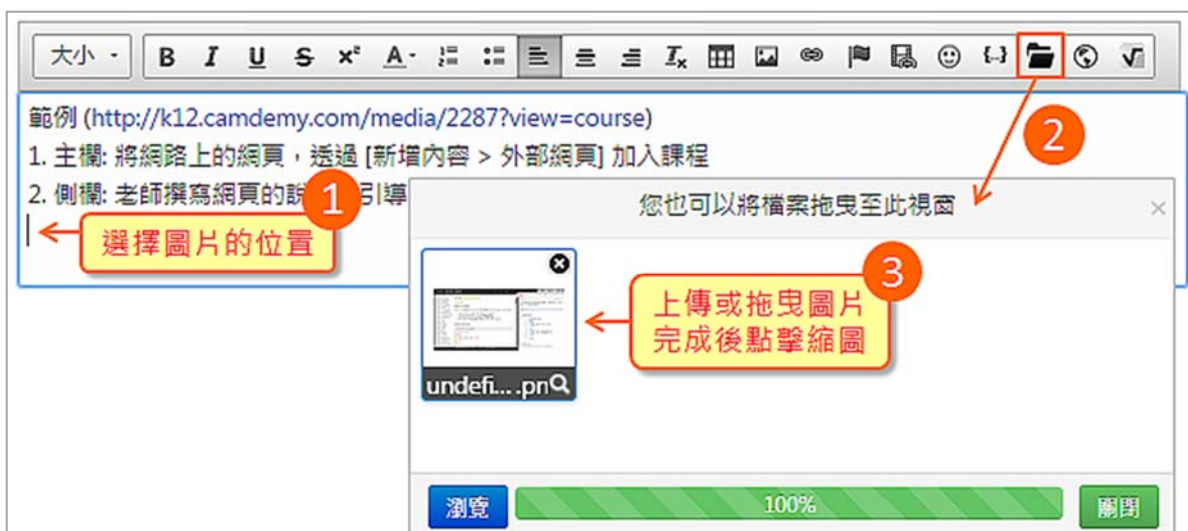 大小
B I U S x² A Tx {...} √
範例 (http://k12.camdemy.com/media/2287?view=course)
1. 主欄: 將網路上的網頁，透過 [新增內容 > 外部網頁] 加入課程
2. 側欄: 老師撰寫網頁的說
引導
1
選擇圖片的位置
2
您也可以將檔案拖曳至此視窗
×
undefi... .pn
3
上傳或拖曳圖片
完成後點擊縮圖
瀏覽
100%
關閉